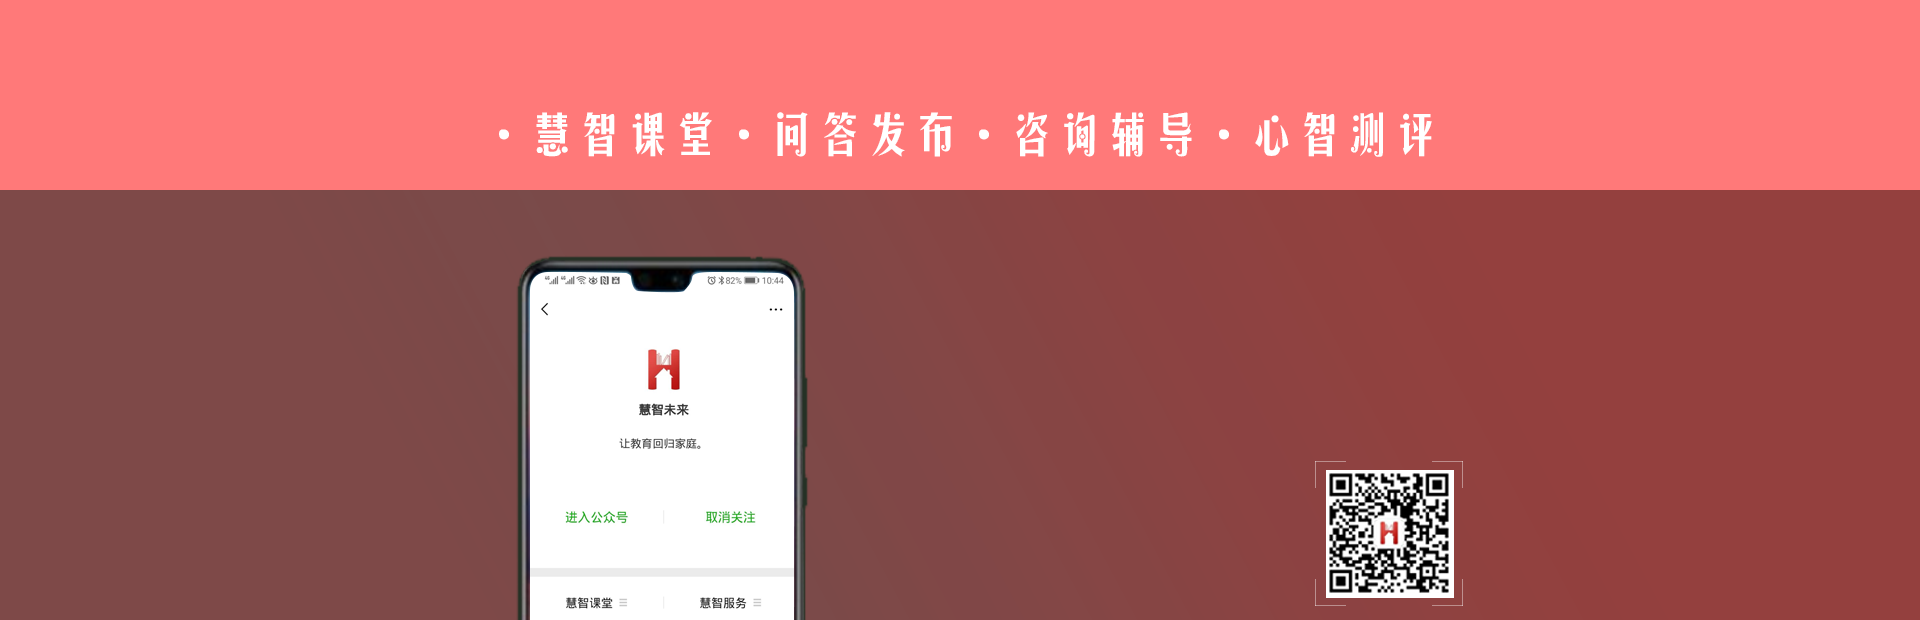 ·慧智课堂·问答发布·咨询辅导·心智测评
82% 10:44
慧智未来
让教育回归家庭。
进入公众号 取消关注
慧智课堂 慧智服务